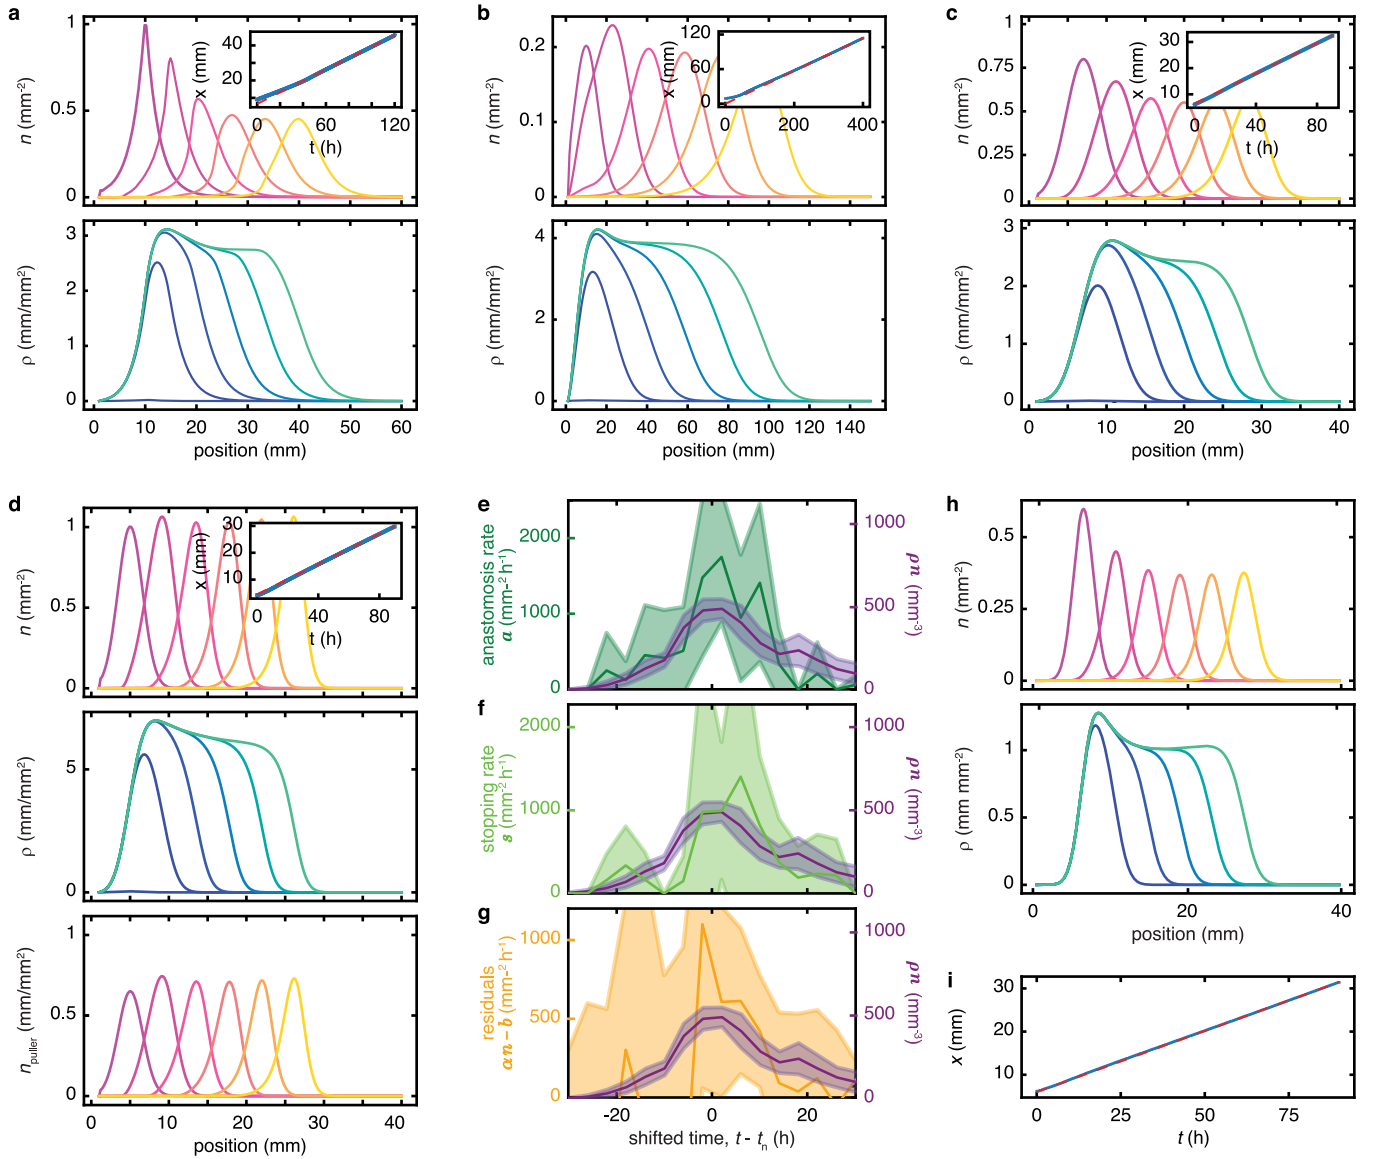 a
1
0.5
0
n (mm⁻²)
40
20
x (mm)
0
60
120
t (h)
3
2
1
0
ρ (mm/mm²)
0
10
20
30
40
50
60
position (mm)
b
0.2
0.1
0
n (mm⁻²)
120
60
0
x (mm)
0
200
400
t (h)
4
2
0
ρ (mm/mm²)
0
20
40
60
80
100
120
140
position (mm)
c
1
0.75
0.5
0.25
0
n (mm⁻²)
30
20
10
x (mm)
0
40
80
t (h)
3
2
1
0
ρ (mm/mm²)
0
10
20
30
40
position (mm)
d
1
0.5
0
n (mm⁻²)
30
20
10
x (mm)
0
40
80
t (h)
5
0
ρ (mm/mm²)
1
0.5
0
n_puller (mm/mm²)
0
10
20
30
40
position (mm)
e
2000
1000
0
anastomosis rate
a (mm⁻² h⁻¹)
1000
500
0
ρn (mm⁻³)
f
2000
1000
0
stopping rate
s (mm⁻² h⁻¹)
1000
500
0
ρn (mm⁻³)
g
1000
500
0
residuals
αn - b (mm⁻² h⁻¹)
1000
500
0
ρn (mm⁻³)
-20
0
20
shifted time, t - tₙ (h)
h
0.5
0.25
0
n (mm⁻²)
1
0
ρ (mm mm⁻²)
0
20
40
position (mm)
i
30
20
10
x (mm)
0
25
50
75
t (h)